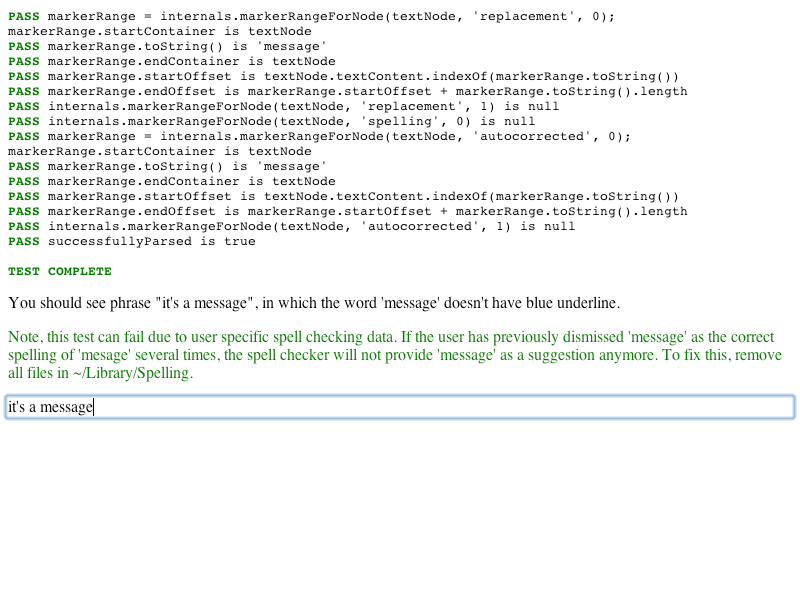 PASS markerRange = internals.markerRangeForNode(textNode, 'replacement', 0);
markerRange.startContainer is textNode
PASS markerRange.toString() is 'message'
PASS markerRange.endContainer is textNode
PASS markerRange.startOffset is textNode.textContent.indexOf(markerRange.toString())
PASS markerRange.endOffset is markerRange.startOffset + markerRange.toString().length
PASS internals.markerRangeForNode(textNode, 'replacement', 1) is null
PASS internals.markerRangeForNode(textNode, 'spelling', 0) is null
PASS markerRange = internals.markerRangeForNode(textNode, 'autocorrected', 0);
markerRange.startContainer is textNode
PASS markerRange.toString() is 'message'
PASS markerRange.endContainer is textNode
PASS markerRange.startOffset is textNode.textContent.indexOf(markerRange.toString())
PASS markerRange.endOffset is markerRange.startOffset + markerRange.toString().length
PASS internals.markerRangeForNode(textNode, 'autocorrected', 1) is null
PASS successfullyParsed is true
TEST COMPLETE
You should see phrase "it's a message", in which the word 'message' doesn't have blue underline.
Note, this test can fail due to user specific spell checking data. If the user has previously dismissed 'message' as the correct
spelling of 'mesage' several times, the spell checker will not provide 'message' as a suggestion anymore. To fix this, remove
all files in ~/Library/Spelling.
it's a message